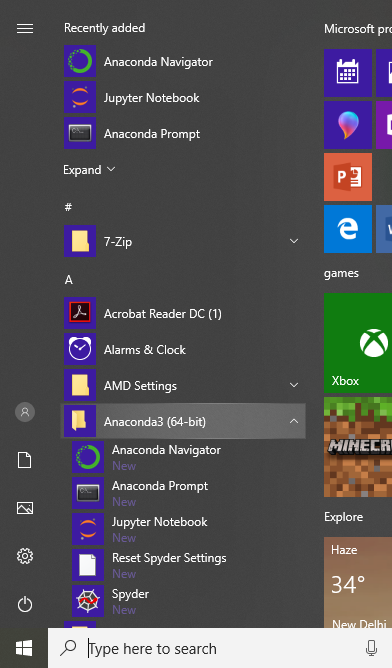 Recently added
Anaconda Navigator
Jupyter Notebook
Anaconda Prompt
Expand
#
7-Zip
A
Acrobat Reader DC (1)
Alarms & Clock
AMD Settings
Anaconda3 (64-bit)
Anaconda Navigator
New
Anaconda Prompt
New
Jupyter Notebook
New
Reset Spyder Settings
New
Spyder
New
Microsoft pro
games
Xbox
MINECR
Explore
Haze
34°
New Delhi
Type here to search